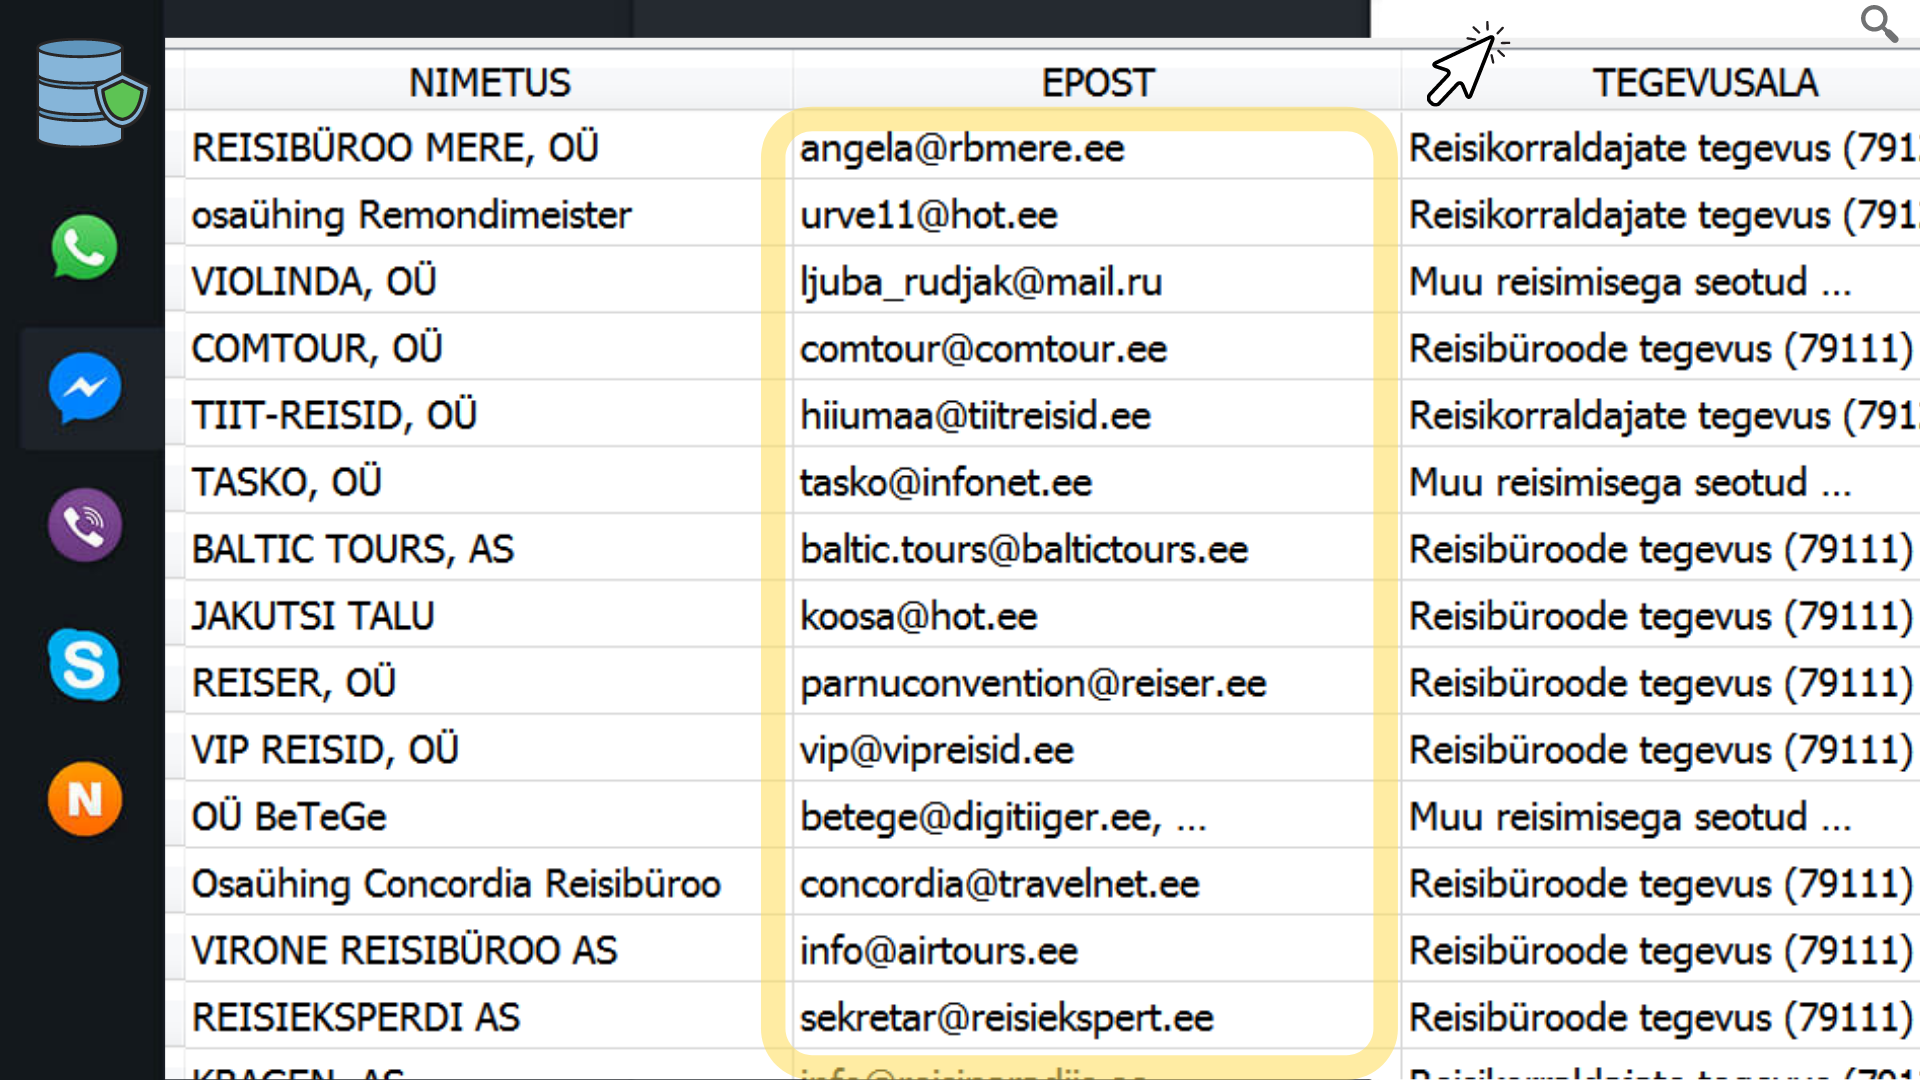 NIMETUS EPOST TEGEVUSALA
REISIBÜROO MERE, OÜ angela@rbmere.ee Reisikorraldajate tegevus (791
osaühing Remondimeister urve11@hot.ee Reisikorraldajate tegevus (791
VIOLINDA, OÜ ljuba_rudjak@mail.ru Muu reisimisega seotud ...
COMTOUR, OÜ comtour@comtour.ee Reisibüroode tegevus (79111)
TIIT-REISID, OÜ hiiumaa@tiitreisid.ee Reisikorraldajate tegevus (791
TASKO, OÜ tasko@infonet.ee Muu reisimisega seotud ...
BALTIC TOURS, AS baltic.tours@baltictours.ee Reisibüroode tegevus (79111)
JAKUTSI TALU koosa@hot.ee Reisibüroode tegevus (79111)
REISER, OÜ parnuconvention@reiser.ee Reisibüroode tegevus (79111)
VIP REISID, OÜ vip@vipreisid.ee Reisibüroode tegevus (79111)
OÜ BeTeGe betege@digitiiger.ee, ... Muu reisimisega seotud ...
Osaühing Concordia Reisibüroo concordia@travelnet.ee Reisibüroode tegevus (79111)
VIRONE REISIBÜROO AS info@airtours.ee Reisibüroode tegevus (79111)
REISIEKSPERDI AS sekretar@reisiekspert.ee Reisibüroode tegevus (79111)